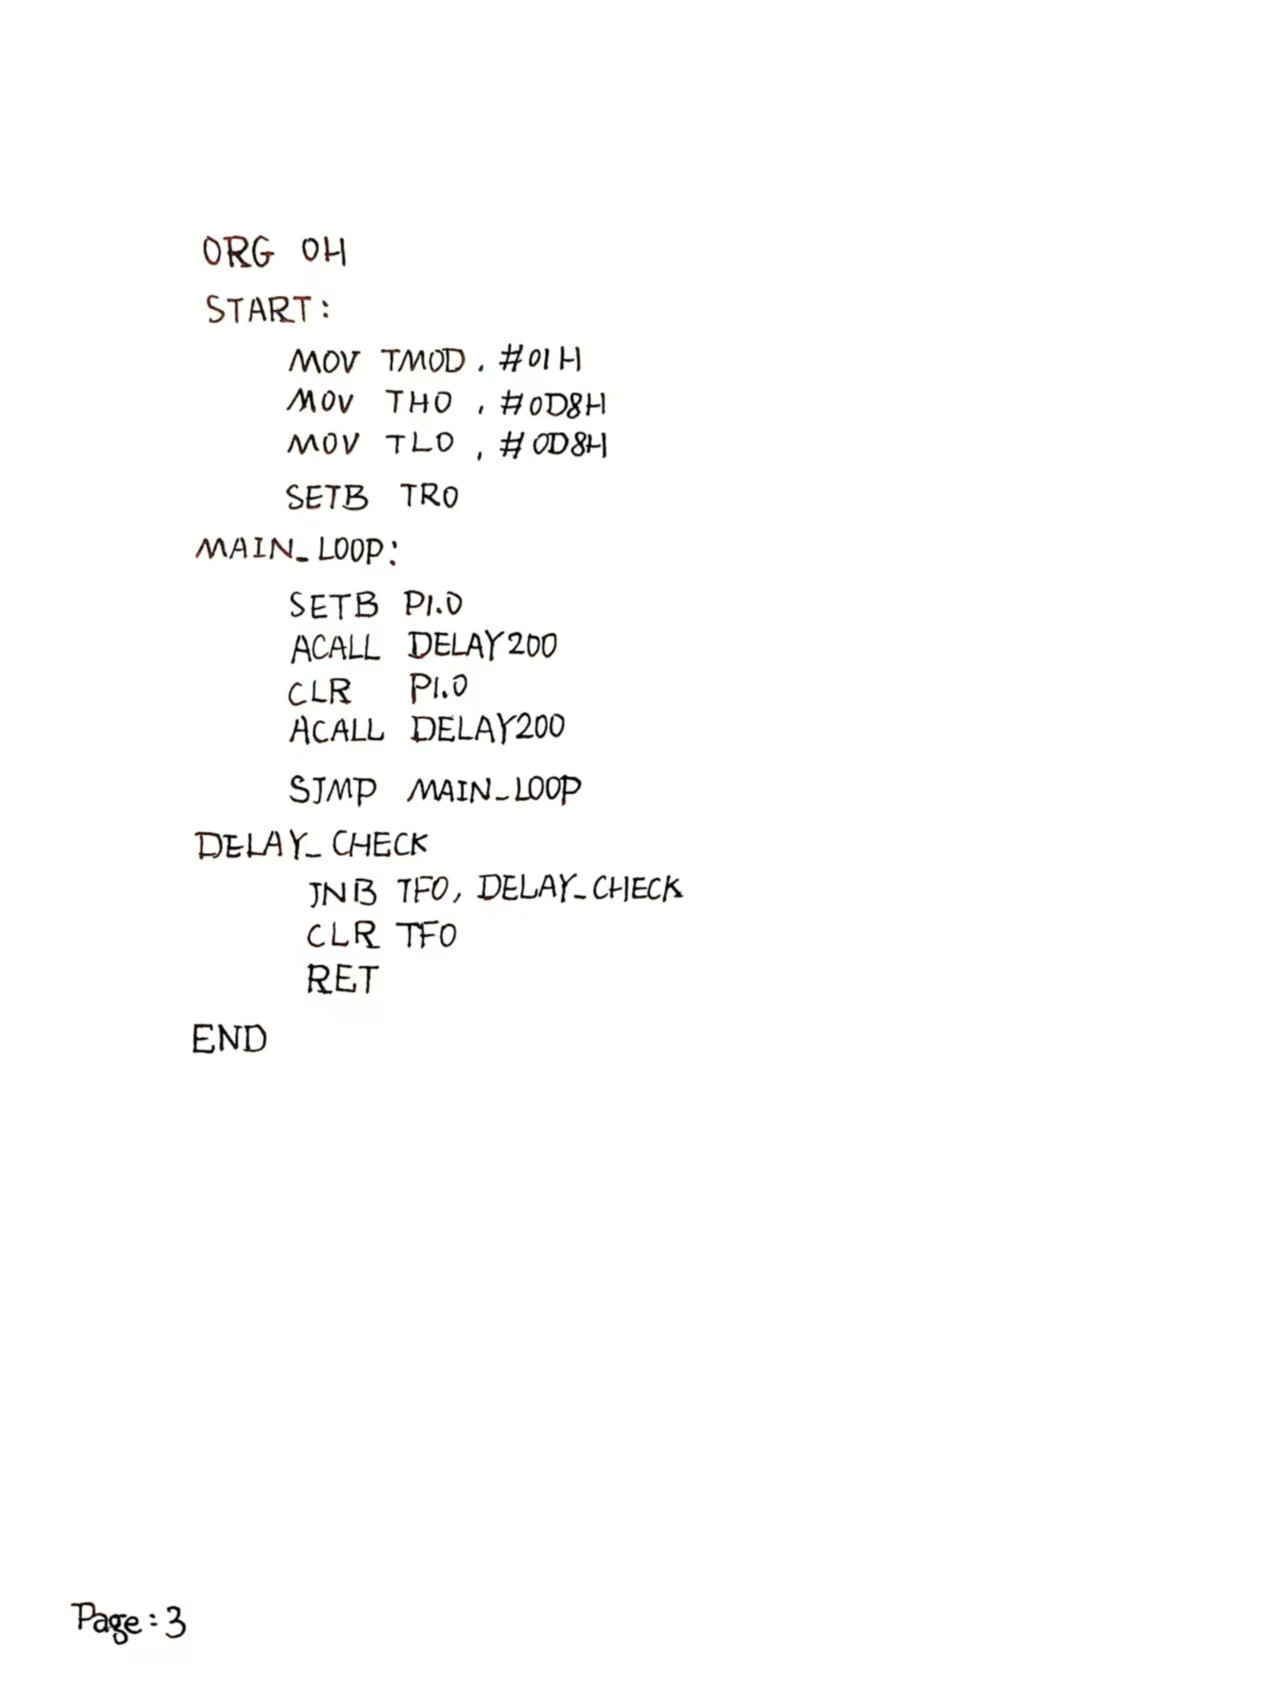 ORG 0H
START:
MOV TMOD, #01H
MOV TH0, #0D8H
MOV TL0, #0D8H
SETB TR0
MAIN_LOOP:
SETB P1.0
ACALL DELAY200
CLR P1.0
ACALL DELAY200
SJMP MAIN_LOOP
DELAY_CHECK
JNB TF0, DELAY_CHECK
CLR TF0
RET
END
Page: 3